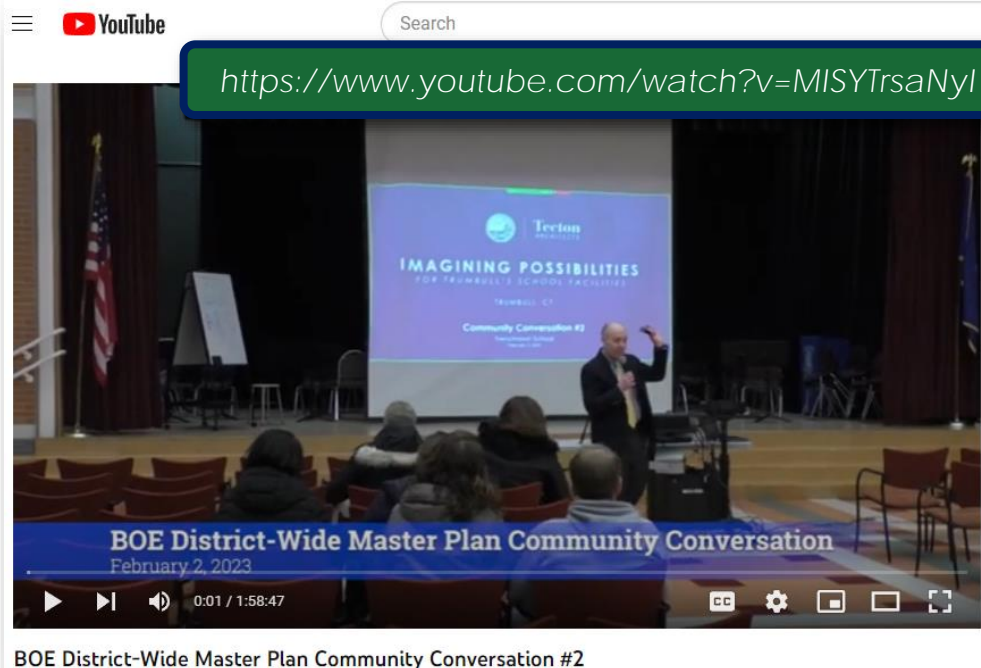 YouTube
Search
https://www.youtube.com/watch?v=MISYTrsaNyI
Tecton
ARCHITECTS
IMAGINING POSSIBILITIES
FOR TRUMBULL'S SCHOOL FACILITIES
TRUMBULL, CT
Community Conversation #2
BOE District-Wide Master Plan Community Conversation
February 2, 2023
0:01 / 1:58:47
CC
BOE District-Wide Master Plan Community Conversation #2